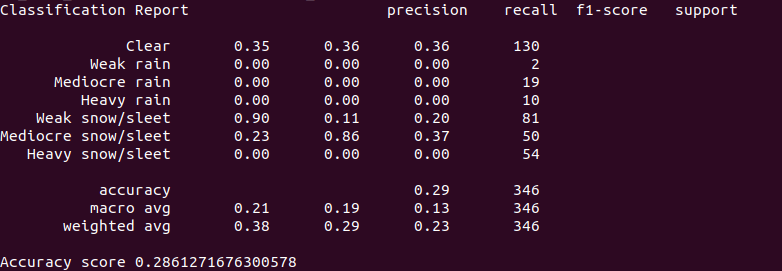 Classification Report                         precision    recall  f1-score   support

               Clear       0.35      0.36      0.36       130
           Weak rain       0.00      0.00      0.00         2
       Mediocre rain       0.00      0.00      0.00        19
          Heavy rain       0.00      0.00      0.00        10
     Weak snow/sleet       0.90      0.11      0.20        81
 Mediocre snow/sleet       0.23      0.86      0.37        50
    Heavy snow/sleet       0.00      0.00      0.00        54

            accuracy                           0.29       346
           macro avg       0.21      0.19      0.13       346
        weighted avg       0.38      0.29      0.23       346

Accuracy score 0.2861271676300578